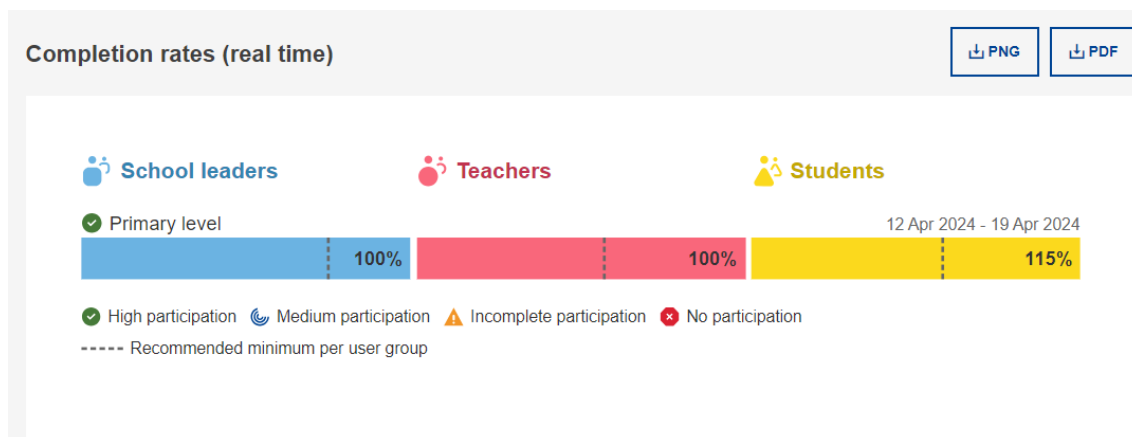 Completion rates (real time)
PNG
PDF
School leaders
Teachers
Students
Primary level
12 Apr 2024 - 19 Apr 2024
100%
100%
115%
High participation
Medium participation
Incomplete participation
No participation
Recommended minimum per user group